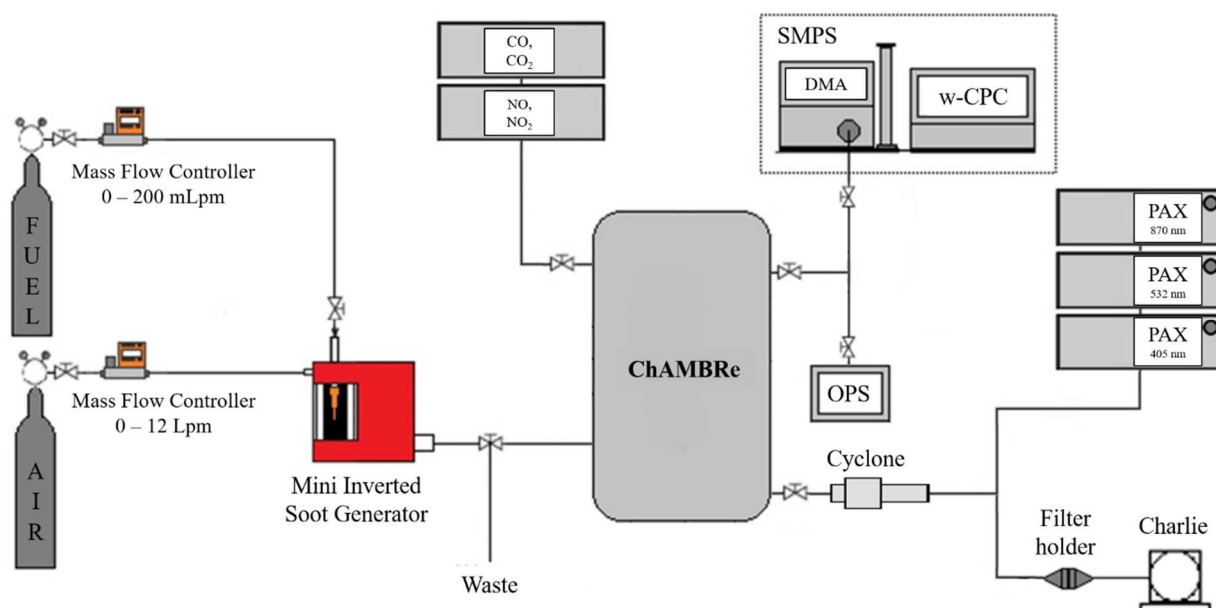 CO,
CO₂
NO,
NO₂
SMPS
DMA
w-CPC
Mass Flow Controller
0 – 200 mLpm
FUEL
PAX
870 nm
PAX
532 nm
PAX
405 nm
ChAMBRe
OPS
Mass Flow Controller
0 – 12 Lpm
AIR
Mini Inverted
Soot Generator
Waste
Cyclone
Filter
holder
Charlie